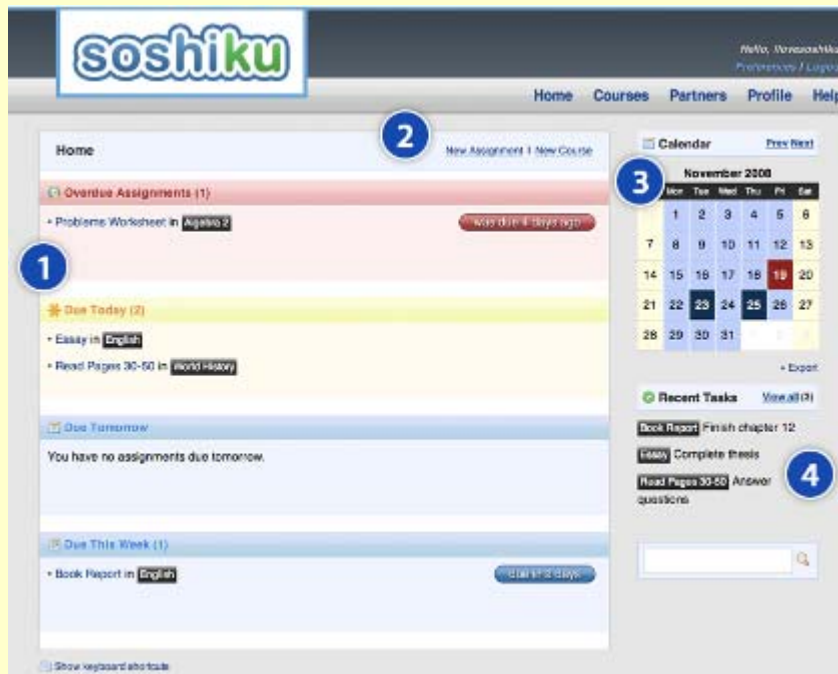 soshiku
Hello, ilovesoshiku
Preferences / Logou
Home Courses Partners Profile Help
2
Home
New Assignment | New Course
Calendar Prev Next
3
November 2008
Mon Tue Wed Thu Fri Sat
1 2 3 4 5 6
7 8 9 10 11 12 13
14 15 16 17 18 19 20
21 22 23 24 25 26 27
28 29 30 31
+ Export
Overdue Assignments (1)
• Problems Worksheet in Algebra 2
was due 4 days ago
1
Due Today (2)
• Essay in English
• Read Pages 30-50 in World History
Due Tomorrow
You have no assignments due tomorrow.
Due This Week (1)
• Book Report in English
due in 3 days
Show keyboard shortcuts
Recent Tasks View all (3)
Book Report Finish chapter 12
Essay Complete thesis
Read Pages 30-50 Answer
questions
4